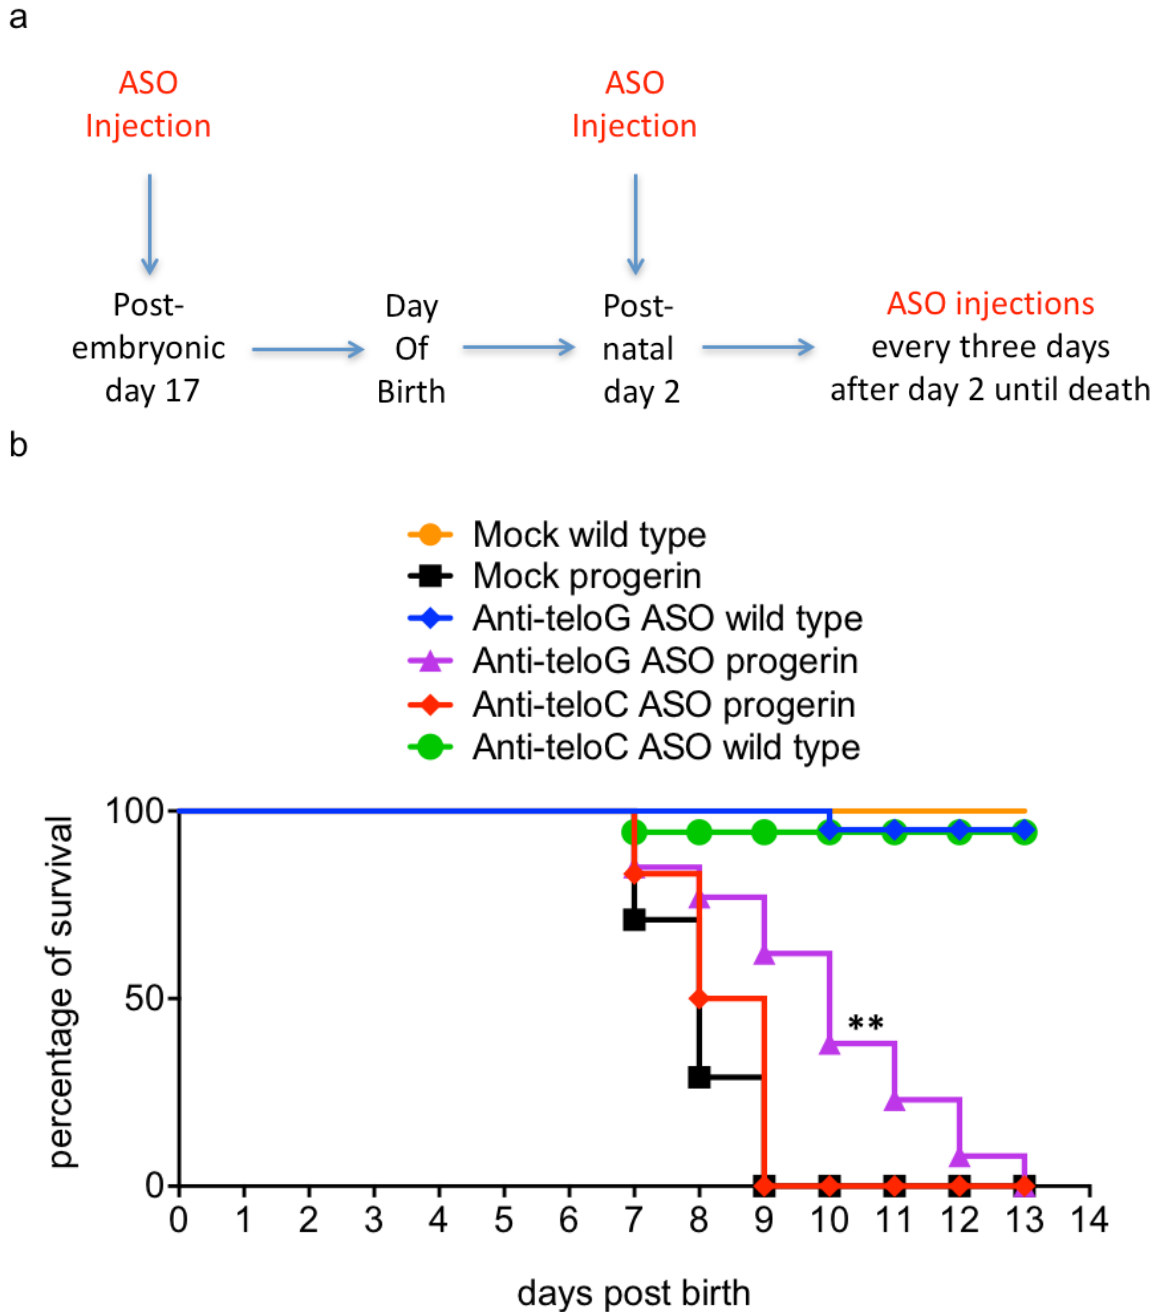 a
ASO
Injection
ASO
Injection
Post-
embryonic
day 17
Day
Of
Birth
Post-
natal
day 2
ASO injections
every three days
after day 2 until death
b
Mock wild type
Mock progerin
Anti-teloG ASO wild type
Anti-teloG ASO progerin
Anti-teloC ASO progerin
Anti-teloC ASO wild type
percentage of survival
100
50
0
**
0 1 2 3 4 5 6 7 8 9 10 11 12 13 14
days post birth